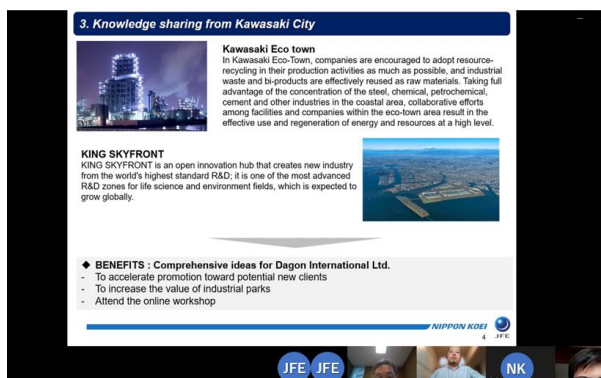 3. Knowledge sharing from Kawasaki City
Kawasaki Eco town
In Kawasaki Eco-Town, companies are encouraged to adopt resource-
recycling in their production activities as much as possible, and industrial
waste and bi-products are effectively reused as raw materials. Taking full
advantage of the concentration of the steel, chemical, petrochemical,
cement and other industries in the coastal area, collaborative efforts
among facilities and companies within the eco-town area result in the
effective use and regeneration of energy and resources at a high level.
KING SKYFRONT
KING SKYFRONT is an open innovation hub that creates new industry
from the world's highest standard R&D; it is one of the most advanced
R&D zones for life science and environment fields, which is expected to
grow globally.
◆ BENEFITS : Comprehensive ideas for Dagon International Ltd.
- To accelerate promotion toward potential new clients
- To increase the value of industrial parks
- Attend the online workshop
NIPPON KOEI
4 JFE
JFE JFE NK